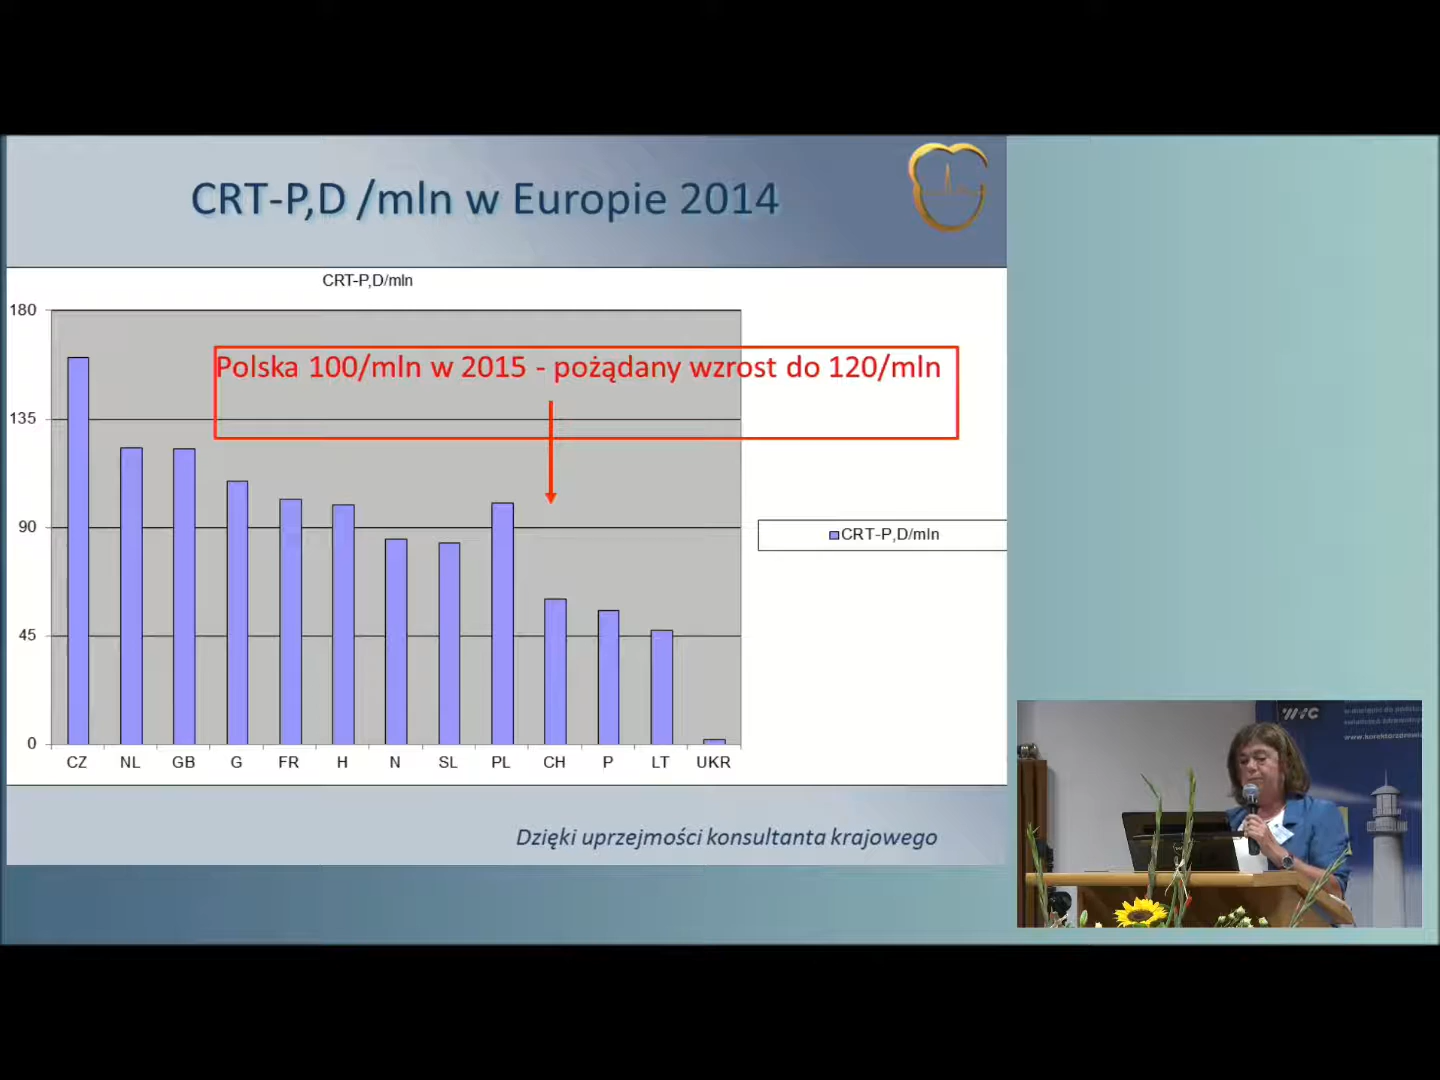 CRT-P,D /mln w Europie 2014
CRT-P,D/mln
180
Polska 100/mln w 2015 - pożądany wzrost do 120/mln
135
90
CRT-P,D/mln
45
0
CZ NL GB G FR H N SL PL CH P LT UKR
Dzięki uprzejmości konsultanta krajowego